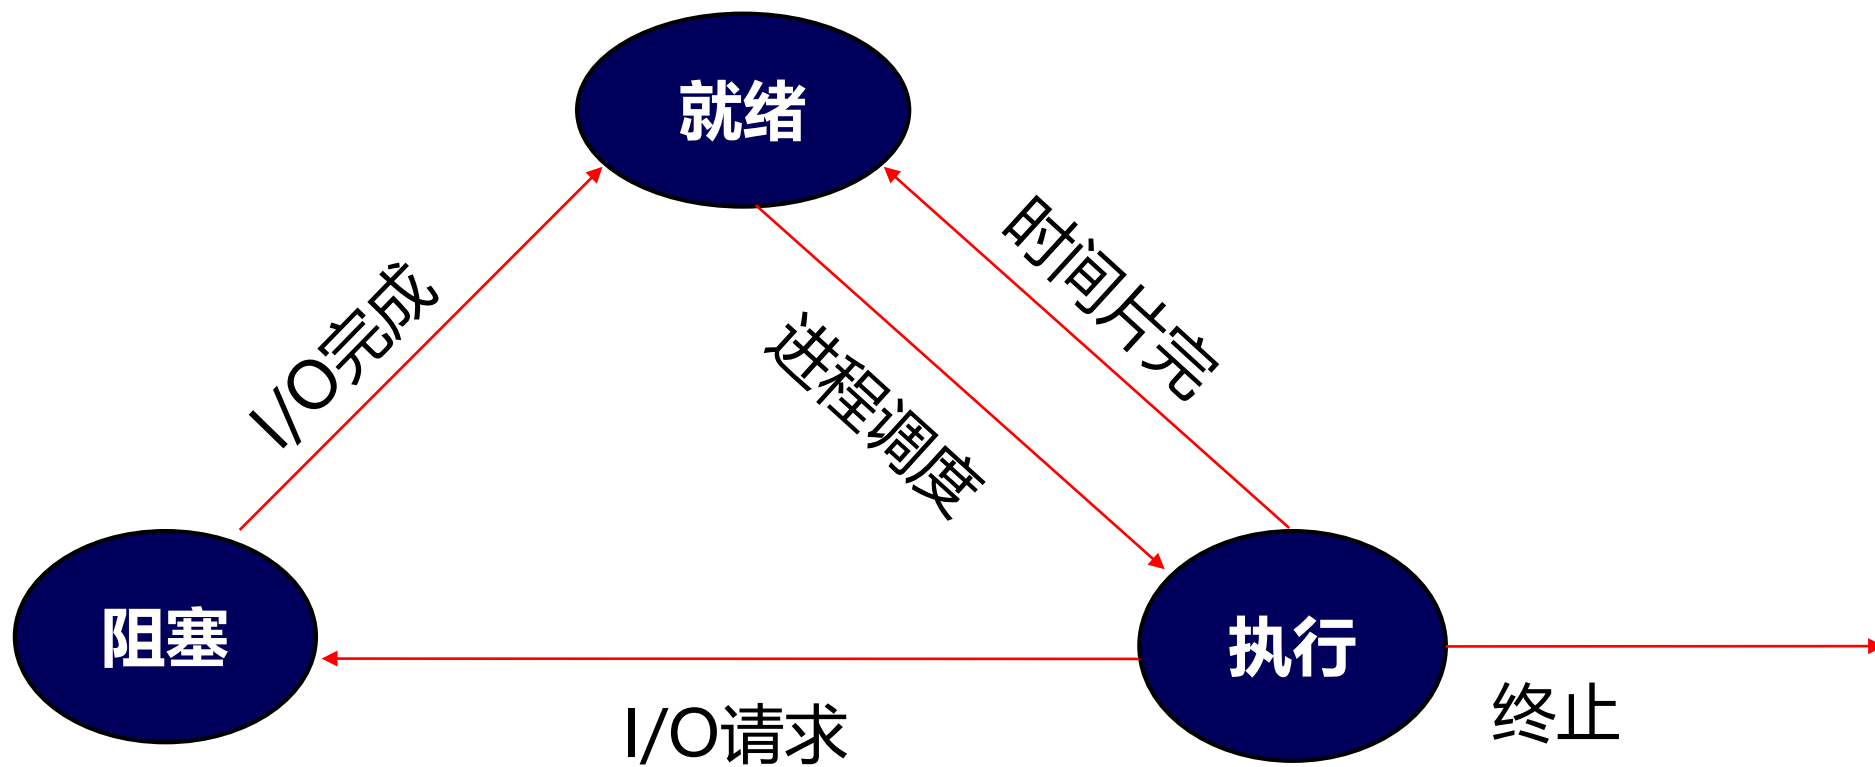 就绪
I/O完成
时间片完
进程调度
阻塞
执行
I/O请求
终止